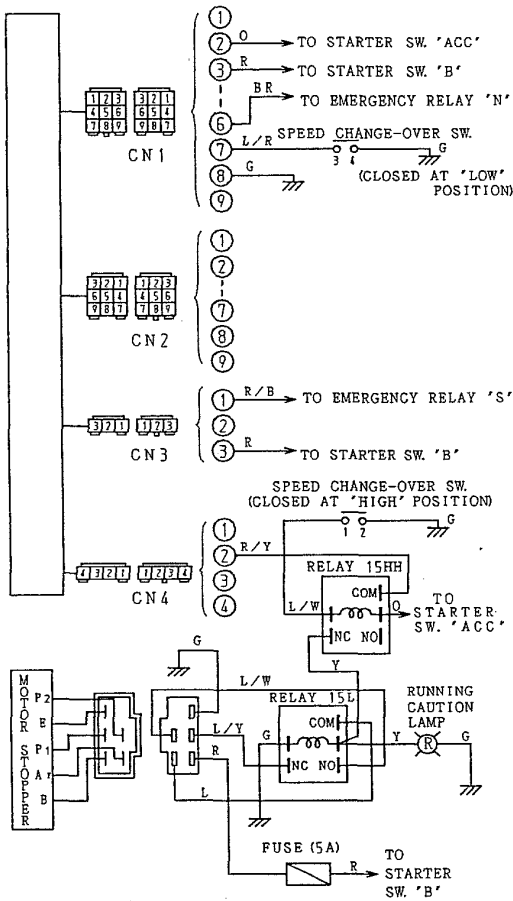 1
2 O TO STARTER SW. 'ACC'
3 R TO STARTER SW. 'B'
BR TO EMERGENCY RELAY 'N'
6
SPEED CHANGE-OVER SW.
7 L/R 3 4 G
(CLOSED AT 'LOW' POSITION)
8 G
9
1 2 3 3 2 1
4 5 6 6 5 4
7 8 9 9 8 7
CN1
1
2
7
8
9
3 2 1 1 2 3
6 5 4 4 5 6
9 8 7 7 8 9
CN2
1 R/B TO EMERGENCY RELAY 'S'
2
3 R TO STARTER SW. 'B'
3 2 1 1 2 3
CN3
SPEED CHANGE-OVER SW.
(CLOSED AT 'HIGH' POSITION)
1 2 G
1
2 R/Y
3
4
4 3 2 1 1 2 3 4
CN4
RELAY 15HH
COM
L/W O
NC NO
TO
STARTER
SW. 'ACC'
Y
G
L/W
RELAY 15L
COM
L/Y
G
NC NO
R
L
Y
RUNNING
CAUTION
LAMP
R
G
MOTOR STOPPER
P2
E
P1
Ar
B
FUSE (5A)
R
TO
STARTER
SW. 'B'